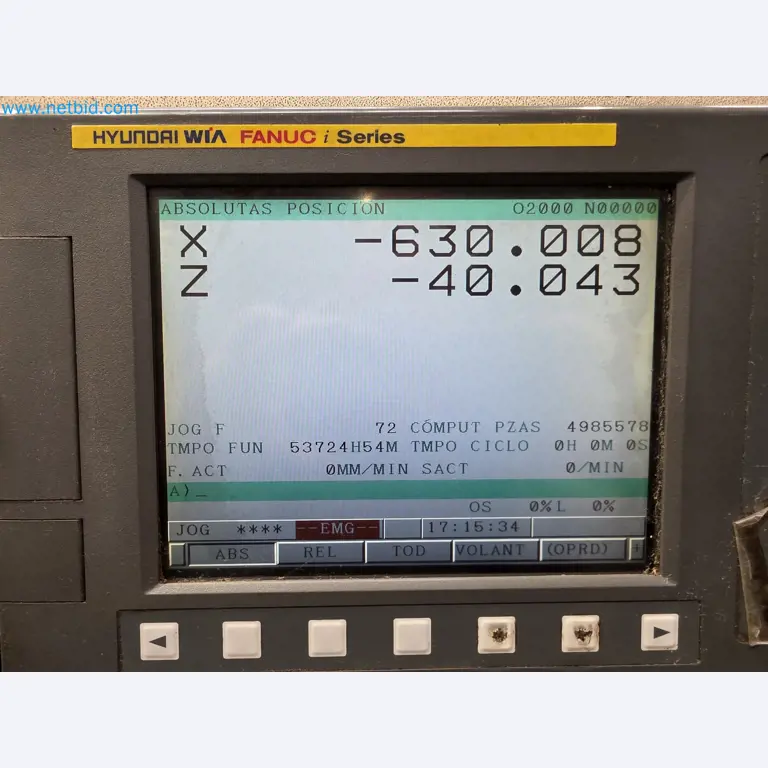 www.netbid.com
HYUNDAI WIA FANUC i Series
ABSOLUTAS POSICION O2000 N00000
X -630.008
Z -40.043
JOG F 72 CÓMPUT PZAS 4985578
TMPO FUN 53724H54M TMPO CICLO 0H 0M 0S
F. ACT 0MM/MIN SACT 0/MIN
A)_
OS 0% L 0%
JOG **** --EMG-- 17:15:34
ABS REL TOD VOLANT (OPRD) +